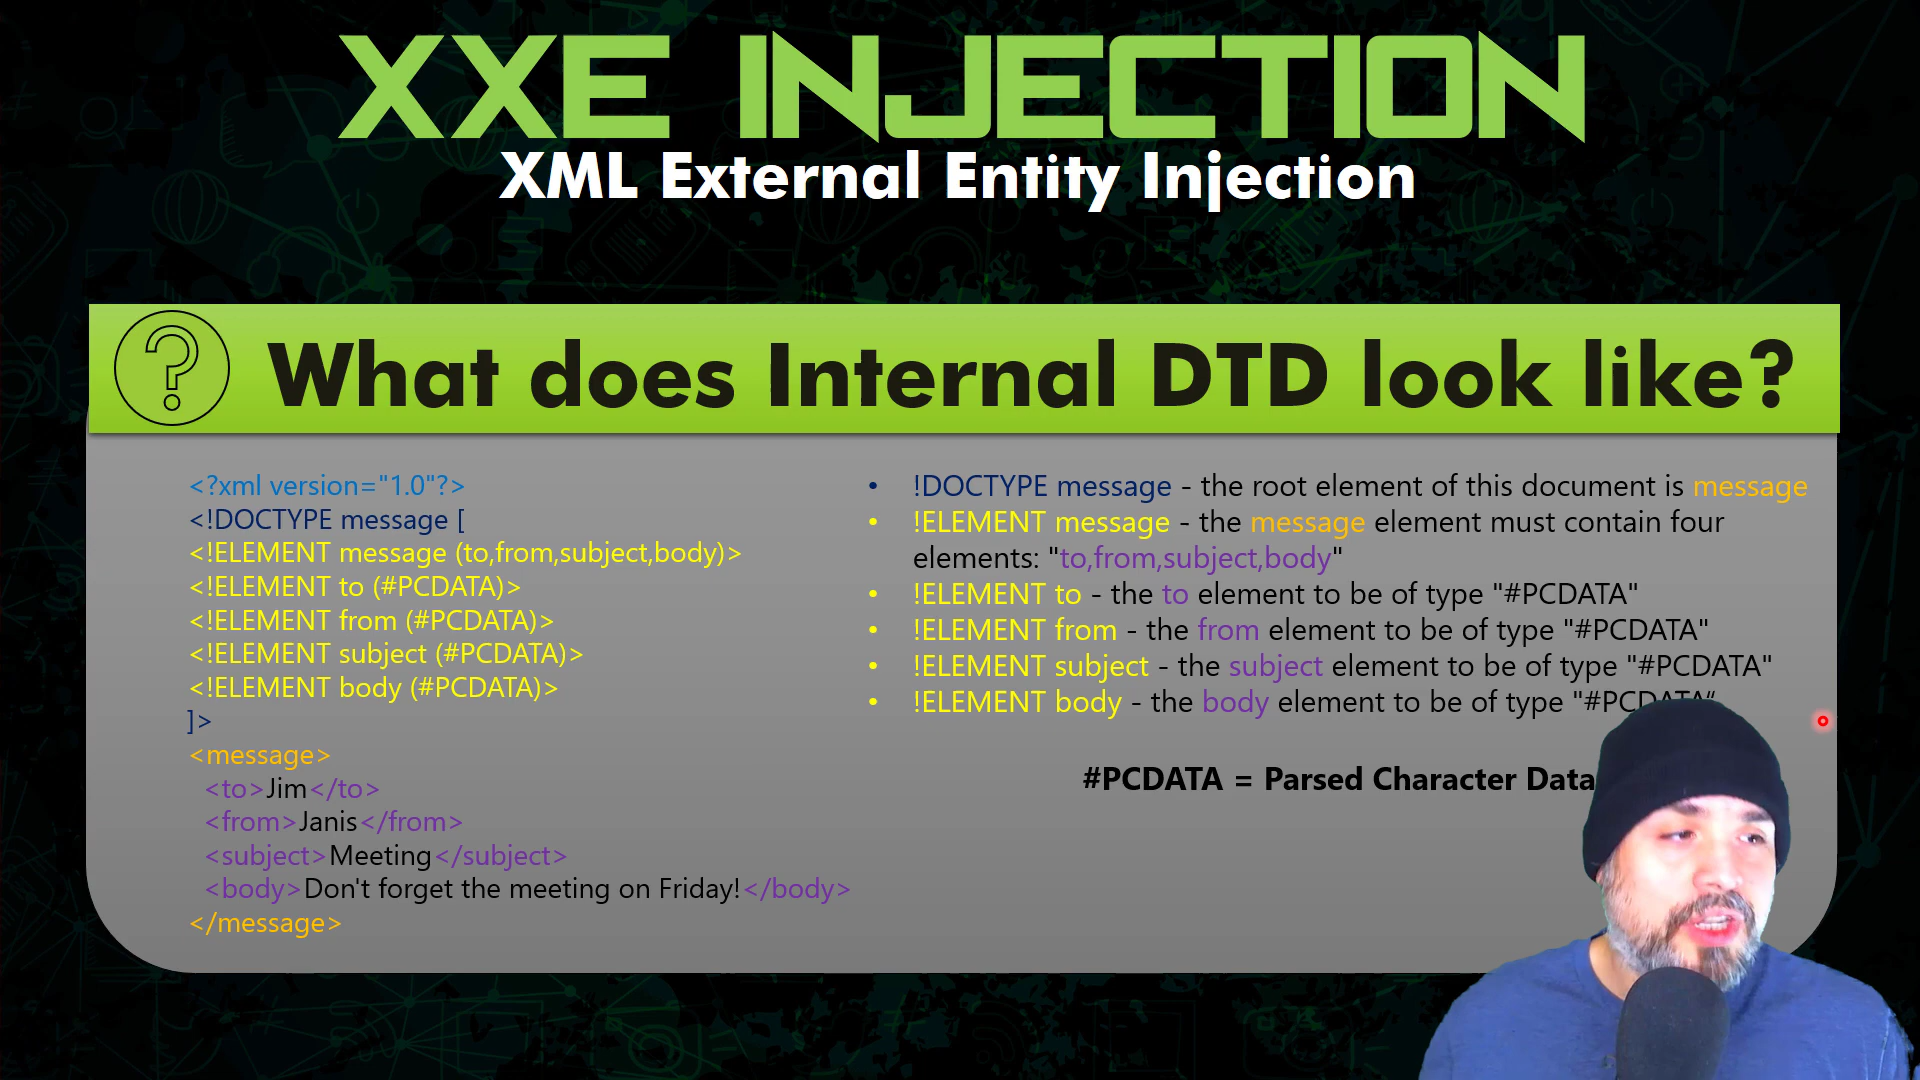 XXE INJECTION
XML External Entity Injection
What does Internal DTD look like?
<?xml version="1.0"?>
<!DOCTYPE message [
<!ELEMENT message (to,from,subject,body)>
<!ELEMENT to (#PCDATA)>
<!ELEMENT from (#PCDATA)>
<!ELEMENT subject (#PCDATA)>
<!ELEMENT body (#PCDATA)>
]>
<message>
<to>Jim</to>
<from>Janis</from>
<subject>Meeting</subject>
<body>Don't forget the meeting on Friday!</body>
</message>
• !DOCTYPE message - the root element of this document is message
• !ELEMENT message - the message element must contain four
elements: "to,from,subject,body"
• !ELEMENT to - the to element to be of type "#PCDATA"
• !ELEMENT from - the from element to be of type "#PCDATA"
• !ELEMENT subject - the subject element to be of type "#PCDATA"
• !ELEMENT body - the body element to be of type "#PCDATA“
#PCDATA = Parsed Character Data